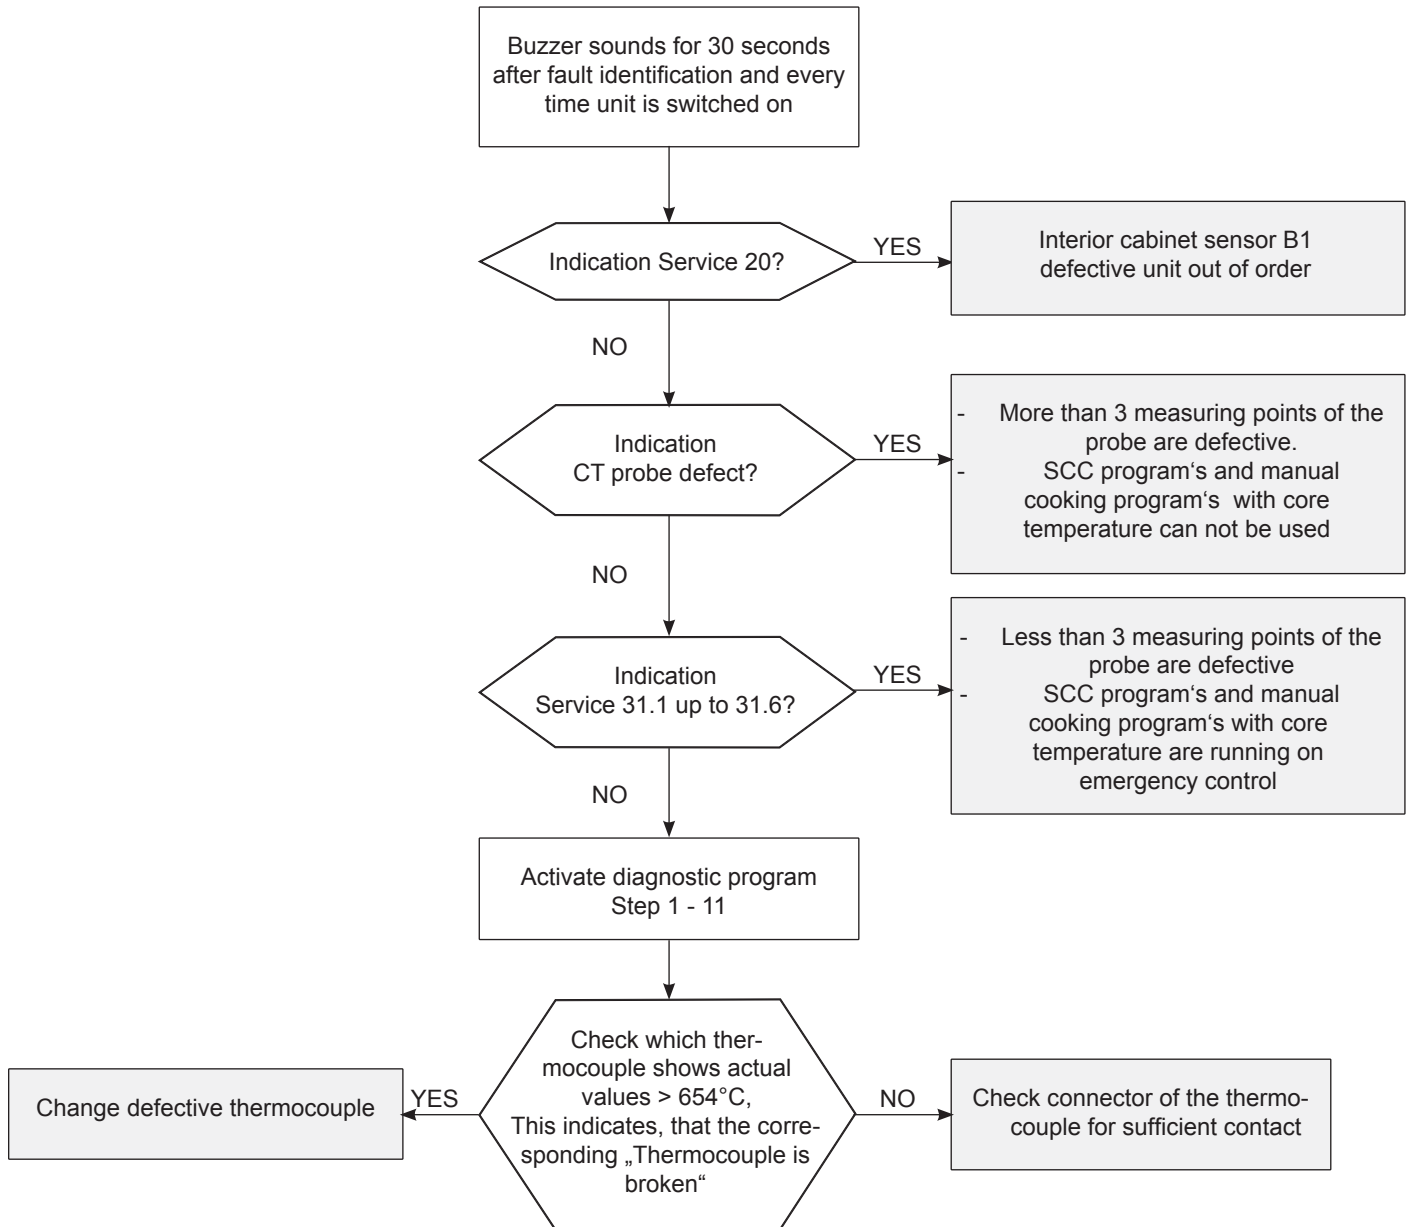 Buzzer sounds for 30 seconds
after fault identification and every
time unit is switched on
Indication Service 20?
YES
Interior cabinet sensor B1
defective unit out of order
NO
Indication
CT probe defect?
YES
- More than 3 measuring points of the
probe are defective.
- SCC program‘s and manual
cooking program‘s with core
temperature can not be used
NO
Indication
Service 31.1 up to 31.6?
YES
- Less than 3 measuring points of the
probe are defective
- SCC program‘s and manual
cooking program‘s with core
temperature are running on
emergency control
NO
Activate diagnostic program
Step 1 - 11
Check which ther-
mocouple shows actual
values > 654°C,
This indicates, that the corre-
sponding „Thermocouple is
broken“
YES
Change defective thermocouple
NO
Check connector of the thermo-
couple for sufficient contact